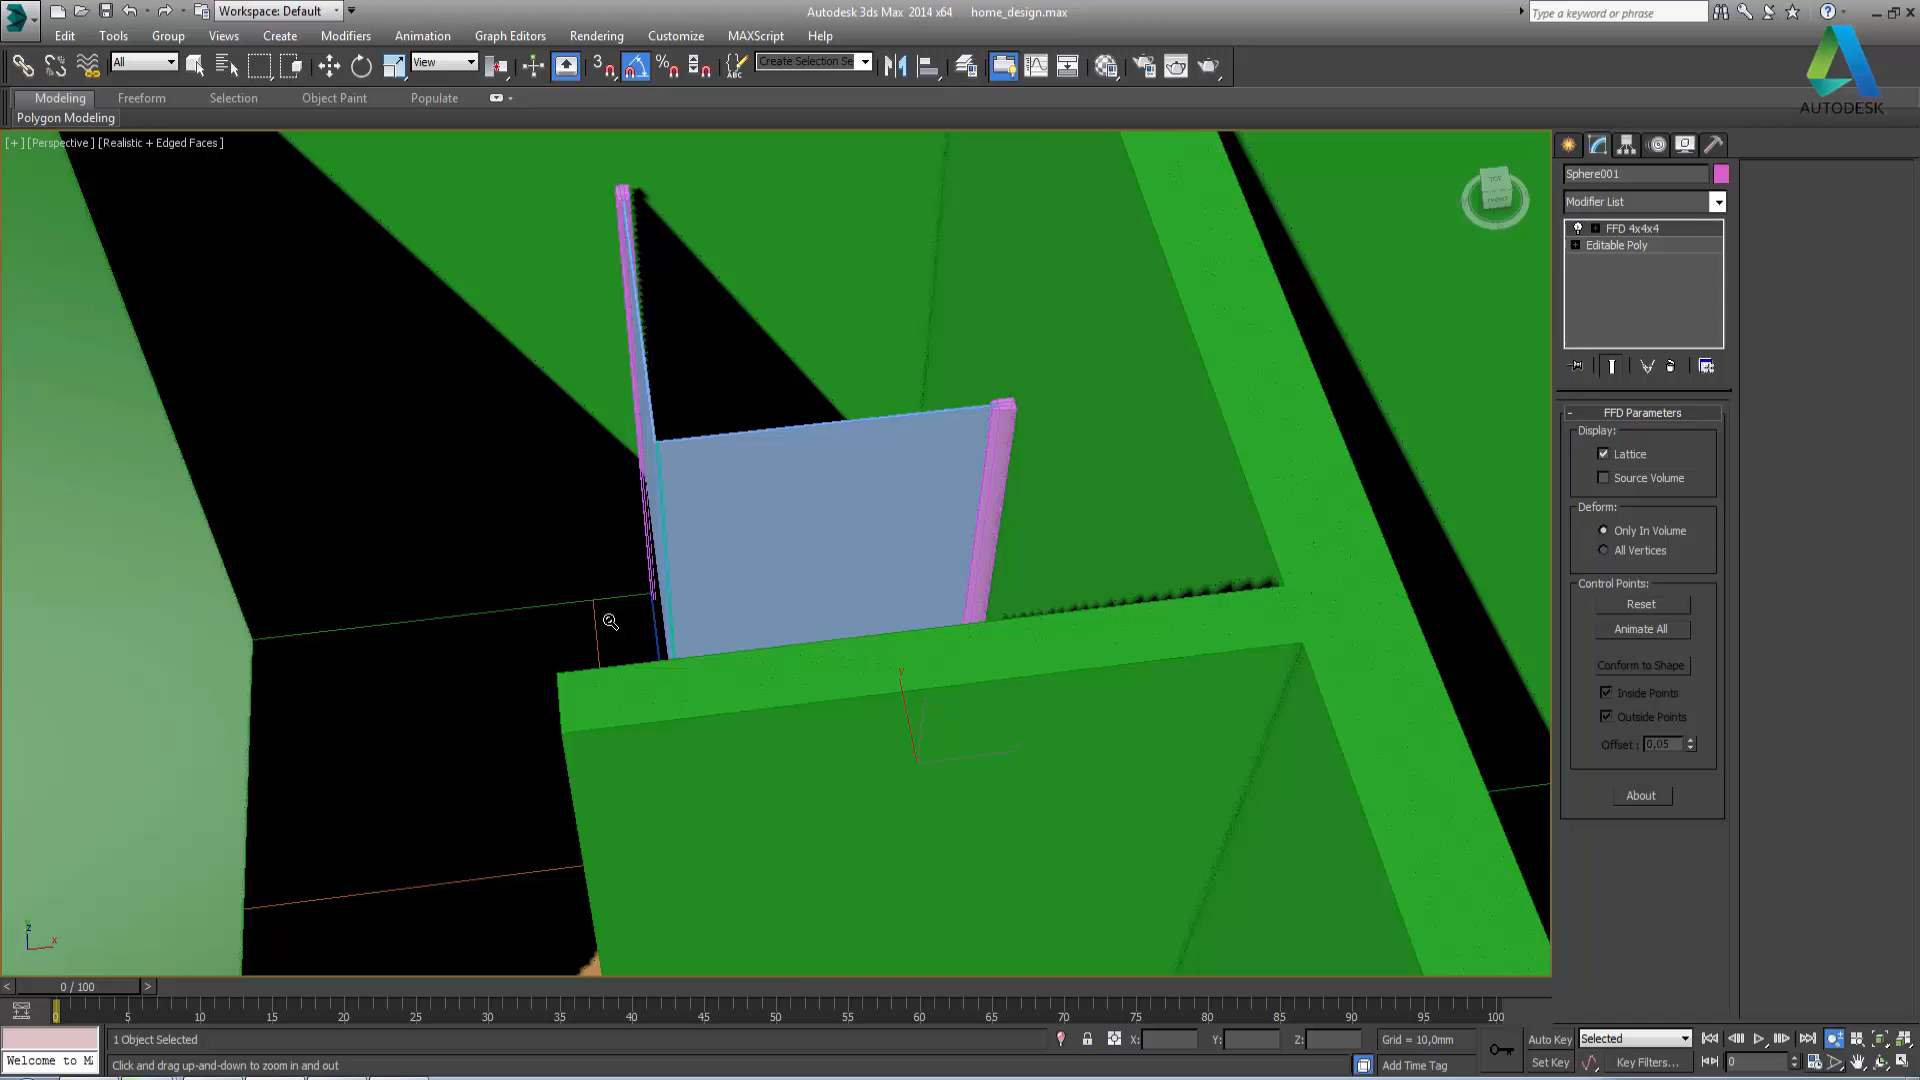 Workspace: Default
Autodesk 3ds Max 2014 x64 home_design.max
Type a keyword or phrase
Edit Tools Group Views Create Modifiers Animation Graph Editors Rendering Customize MAXScript Help
All View 3 Create Selection Se
AUTODESK
Modeling Freeform Selection Object Paint Populate
Polygon Modeling
[+] [Perspective] [Realistic + Edged Faces]
TOP
FRONT
Sphere001
Modifier List
FFD 4x4x4
Editable Poly
FFD Parameters
Display:
Lattice
Source Volume
Deform:
Only In Volume
All Vertices
Control Points:
Reset
Animate All
Conform to Shape
Inside Points
Outside Points
Offset : 0,05
About
z
x
0 / 100
0 5 10 15 20 25 30 35 40 45 50 55 60 65 70 75 80 85 90 95 100
1 Object Selected X: Y: Z: Grid = 10,0mm Auto Key Selected
Welcome to Mi Click and drag up-and-down to zoom in and out Add Time Tag Set Key Key Filters... 0